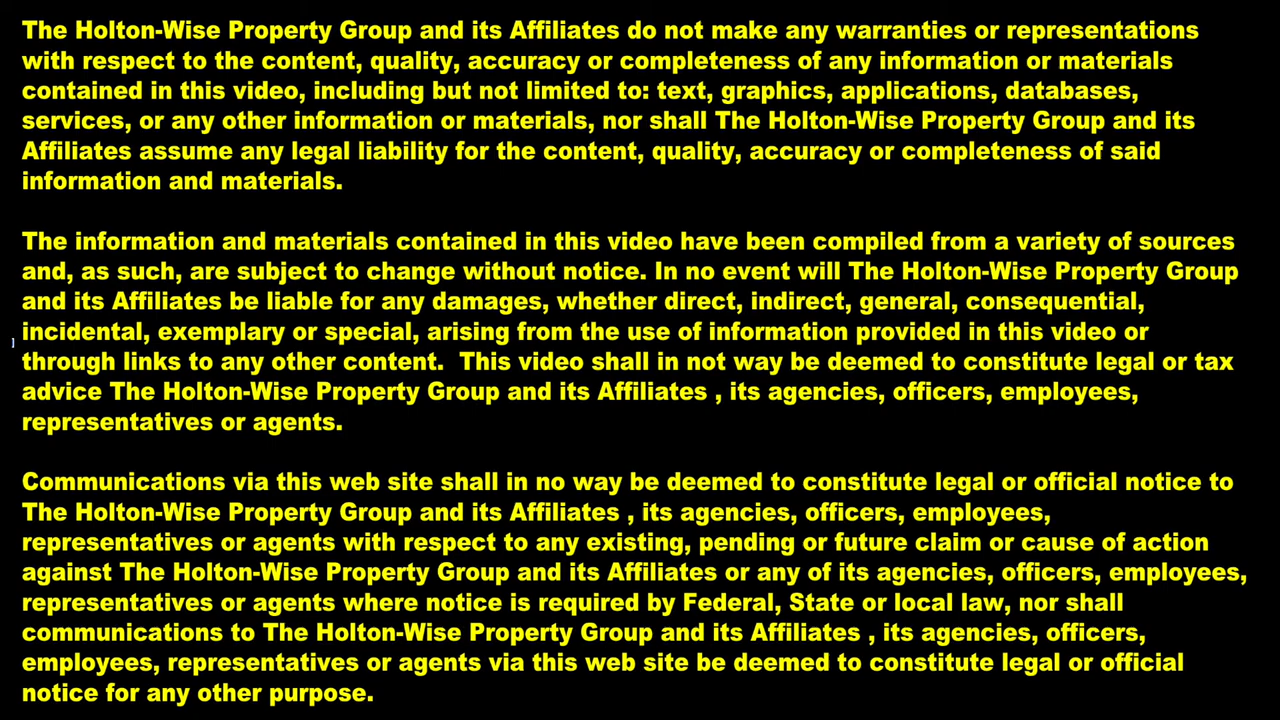 The Holton-Wise Property Group and its Affiliates do not make any warranties or representations
with respect to the content, quality, accuracy or completeness of any information or materials
contained in this video, including but not limited to: text, graphics, applications, databases,
services, or any other information or materials, nor shall The Holton-Wise Property Group and its
Affiliates assume any legal liability for the content, quality, accuracy or completeness of said
information and materials.
The information and materials contained in this video have been compiled from a variety of sources
and, as such, are subject to change without notice. In no event will The Holton-Wise Property Group
and its Affiliates be liable for any damages, whether direct, indirect, general, consequential,
incidental, exemplary or special, arising from the use of information provided in this video or
through links to any other content.  This video shall in not way be deemed to constitute legal or tax
advice The Holton-Wise Property Group and its Affiliates , its agencies, officers, employees,
representatives or agents.
Communications via this web site shall in no way be deemed to constitute legal or official notice to
The Holton-Wise Property Group and its Affiliates , its agencies, officers, employees,
representatives or agents with respect to any existing, pending or future claim or cause of action
against The Holton-Wise Property Group and its Affiliates or any of its agencies, officers, employees,
representatives or agents where notice is required by Federal, State or local law, nor shall
communications to The Holton-Wise Property Group and its Affiliates , its agencies, officers,
employees, representatives or agents via this web site be deemed to constitute legal or official
notice for any other purpose.